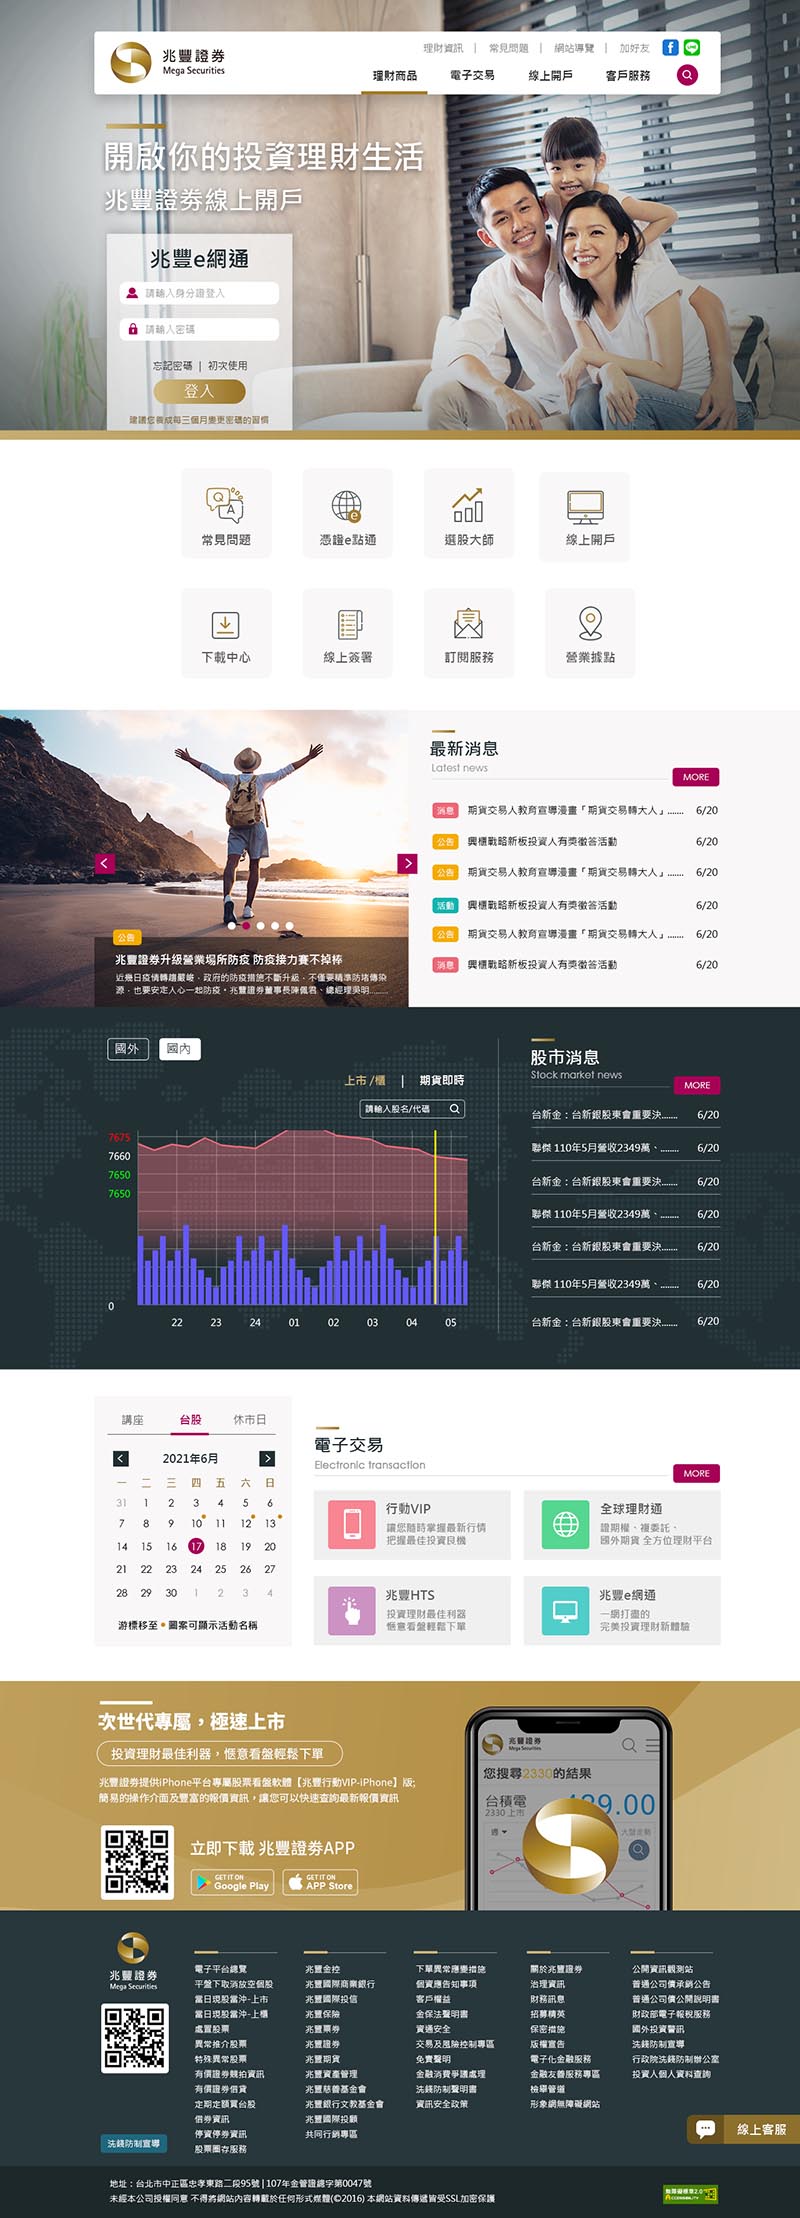 兆豐證券
Mega Securities
理財資訊 | 常見問題 | 網站導覽 | 加好友
理財商品 電子交易 線上開戶 客戶服務
開啟你的投資理財生活
兆豐證券線上開戶
兆豐e網通
請輸入身分證登入
請輸入密碼
忘記密碼 | 初次使用
登入
建議您養成每三個月變更密碼的習慣
常見問題 憑證e點通 選股大師 線上開戶
下載中心 線上簽署 訂閱服務 營業據點
公告
兆豐證券升級營業場所防疫 防疫接力賽不掉棒
近幾日疫情轉趨嚴峻，政府的防疫措施不斷升級，不僅要精準防堵傳染
源，也要安定人心一起防疫。兆豐證券董事長陳佩君、總經理吳明.........
最新消息
Latest news
MORE
消息 期貨交易人教育宣導漫畫「期貨交易轉大人」....... 6/20
公告 興櫃戰略新板投資人有獎徵答活動 6/20
公告 期貨交易人教育宣導漫畫「期貨交易轉大人」....... 6/20
活動 興櫃戰略新板投資人有獎徵答活動 6/20
公告 期貨交易人教育宣導漫畫「期貨交易轉大人」....... 6/20
消息 興櫃戰略新板投資人有獎徵答活動 6/20
國外 國內
上市 /櫃 | 期貨即時
請輸入股名/代碼
7675
7660
7650
7650
0
22 23 24 01 02 03 04 05
股市消息
Stock market news
MORE
台新金：台新銀股東會重要決....... 6/20
聯傑 110年5月營收2349萬、........ 6/20
台新金：台新銀股東會重要決....... 6/20
聯傑 110年5月營收2349萬、........ 6/20
台新金：台新銀股東會重要決....... 6/20
聯傑 110年5月營收2349萬、........ 6/20
台新金：台新銀股東會重要決....... 6/20
講座 台股 休市日
2021年6月
一 二 三 四 五 六 日
31 1 2 3 4 5 6
7 8 9 10 11 12 13
14 15 16 17 18 19 20
21 22 23 24 25 26 27
28 29 30 1 2 3 4
游標移至 圖案可顯示活動名稱
電子交易
Electronic transaction
MORE
行動VIP
讓您隨時掌握最新行情
把握最佳投資良機
全球理財通
證期權、複委託、
國外期貨 全方位理財平台
兆豐HTS
投資理財最佳利器
愜意看盤輕鬆下單
兆豐e網通
一網打盡的
完美投資理財新體驗
次世代專屬，極速上市
投資理財最佳利器，愜意看盤輕鬆下單
兆豐證券提供iPhone平台專屬股票看盤軟體【兆豐行動VIP-iPhone】版;
簡易的操作介面及豐富的報價資訊，讓您可以快速查詢最新報價資訊
立即下載 兆豐證券APP
GET IT ON
Google Play
GET IT ON
APP Store
兆豐證券
Mega Securities
您搜尋2330的結果
台積電
2330 上市
9.00
週
大盤走勢
兆豐證券
Mega Securities
洗錢防制宣導
電子平台總覽
平盤下取消放空個股
當日現股當沖-上市
當日現股當沖-上櫃
處置股票
異常推介股票
特殊異常股票
有價證券競拍資訊
有價證券借貸
定期定額買台股
借券資訊
停資停券資訊
股票圈存服務
兆豐金控
兆豐國際商業銀行
兆豐國際投信
兆豐保險
兆豐票券
兆豐證券
兆豐期貨
兆豐資產管理
兆豐慈善基金會
兆豐銀行文教基金會
兆豐國際投顧
共同行銷專區
下單異常應變措施
個資應告知事項
客戶權益
金保法聲明書
資通安全
交易及風險控制專區
免責聲明
金融消費爭議處理
洗錢防制聲明書
資訊安全政策
關於兆豐證券
治理資訊
財務訊息
招募精英
保密措施
版權宣告
電子化金融服務
金融友善服務專區
檢舉管道
形象網無障礙網站
公開資訊觀測站
普通公司債承銷公告
普通公司債公開說明書
財政部電子報稅服務
國外投資警訊
洗錢防制宣導
行政院洗錢防制辦公室
投資人個人資料查詢
線上客服
地址：台北市中正區忠孝東路二段95號 | 107年金管證總字第0047號
未經本公司授權同意 不得將網站內容轉載於任何形式媒體(©2016) 本網站資料傳遞皆受SSL加密保護
無障礙標章2.0
ACCESSIBILITY